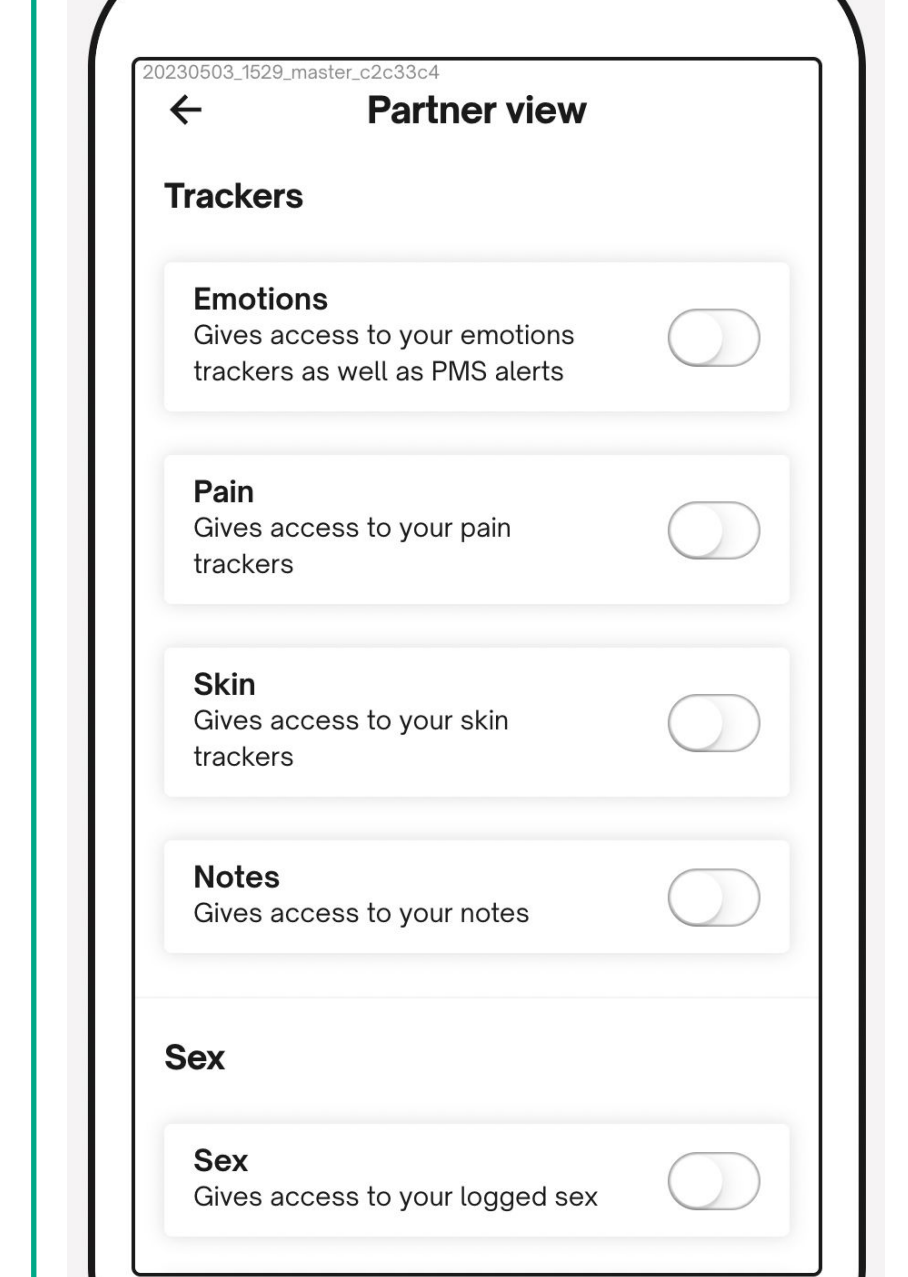 20230503_1529_master_c2c33c4
Partner view
Trackers
Emotions
Gives access to your emotions
trackers as well as PMS alerts
Pain
Gives access to your pain
trackers
Skin
Gives access to your skin
trackers
Notes
Gives access to your notes
Sex
Sex
Gives access to your logged sex